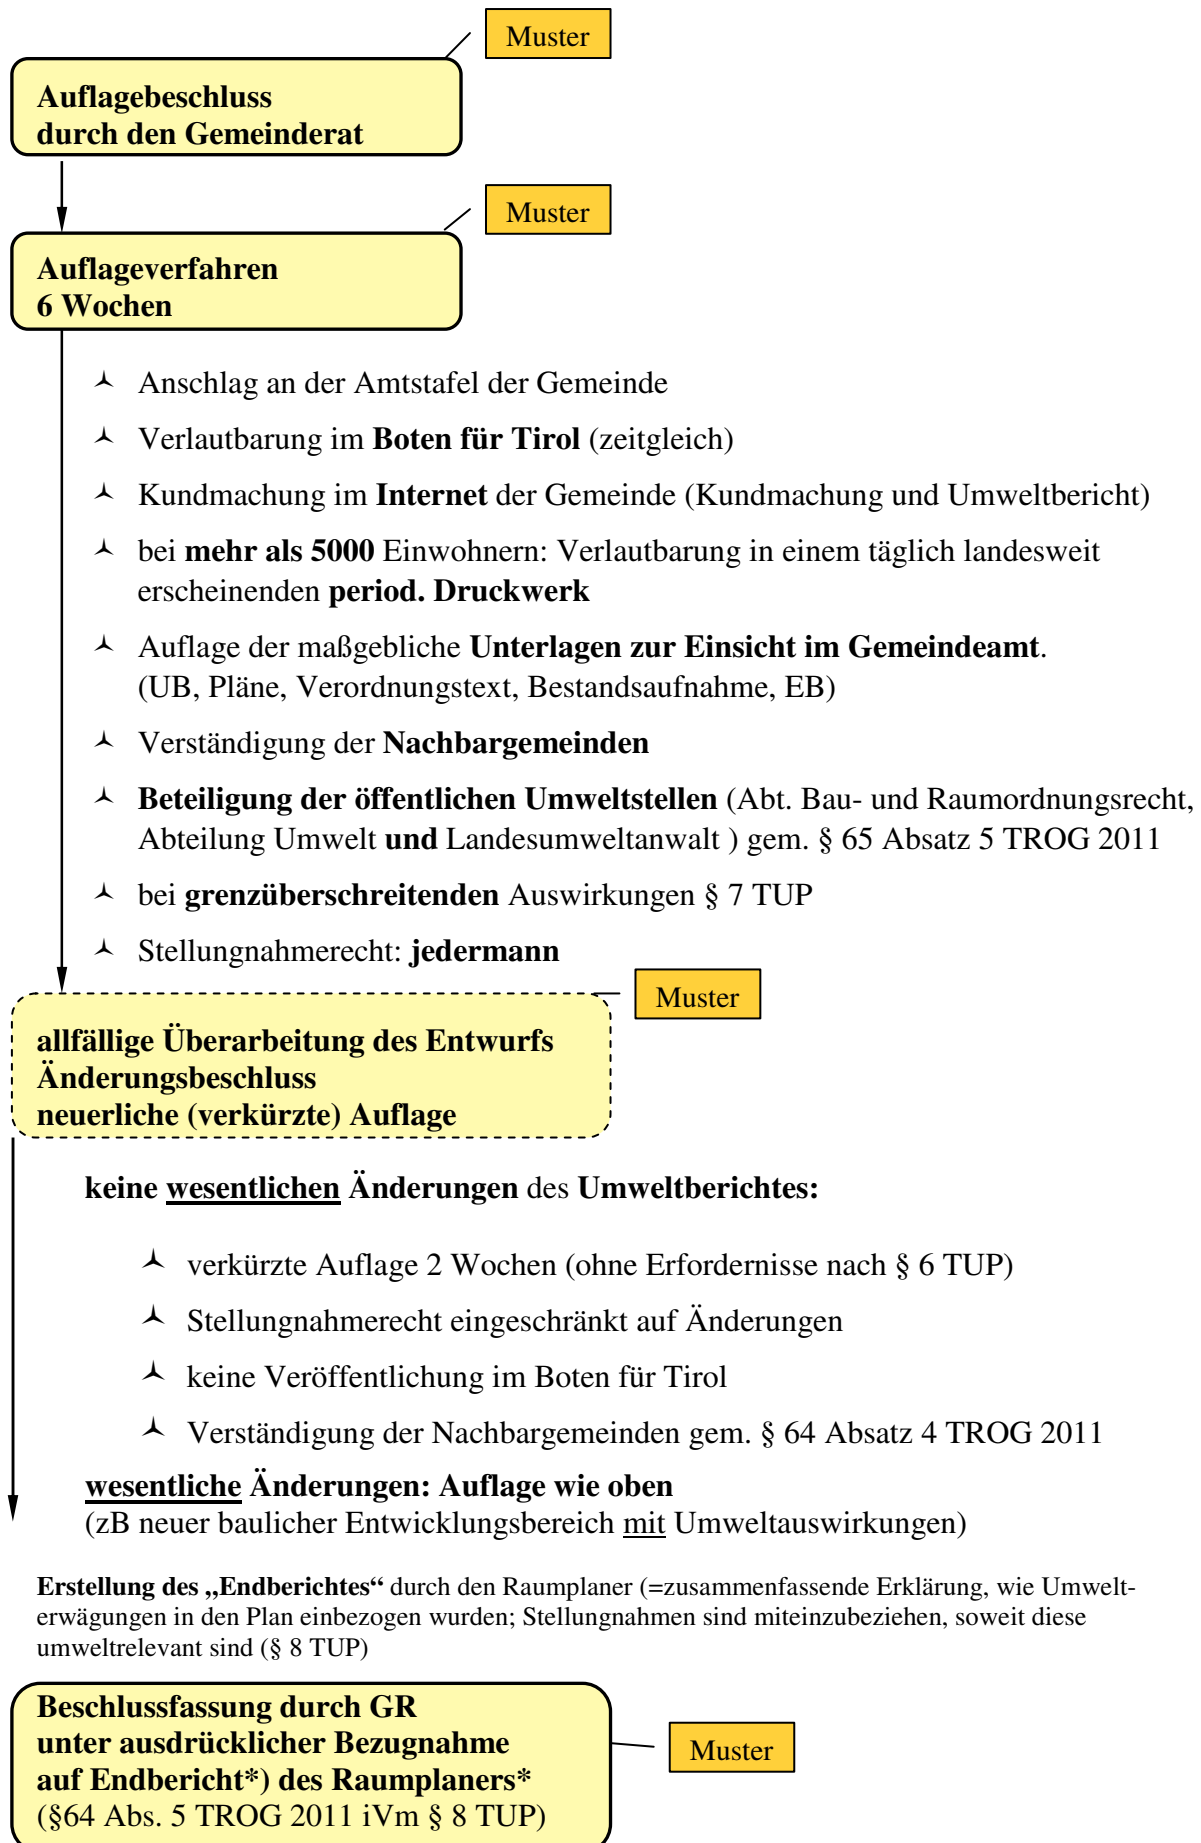 Muster
Auflagebeschluss
durch den Gemeinderat
Muster
Auflageverfahren
6 Wochen
Anschlag an der Amtstafel der Gemeinde
Verlautbarung im Boten für Tirol (zeitgleich)
Kundmachung im Internet der Gemeinde (Kundmachung und Umweltbericht)
bei mehr als 5000 Einwohnern: Verlautbarung in einem täglich landesweit
erscheinenden period. Druckwerk
Auflage der maßgebliche Unterlagen zur Einsicht im Gemeindeamt.
(UB, Pläne, Verordnungstext, Bestandsaufnahme, EB)
Verständigung der Nachbargemeinden
Beteiligung der öffentlichen Umweltstellen (Abt. Bau- und Raumordnungsrecht,
Abteilung Umwelt und Landesumweltanwalt ) gem. § 65 Absatz 5 TROG 2011
bei grenzüberschreitenden Auswirkungen § 7 TUP
Stellungnahmerecht: jedermann
Muster
allfällige Überarbeitung des Entwurfs
Änderungsbeschluss
neuerliche (verkürzte) Auflage
keine wesentlichen Änderungen des Umweltberichtes:
verkürzte Auflage 2 Wochen (ohne Erfordernisse nach § 6 TUP)
Stellungnahmerecht eingeschränkt auf Änderungen
keine Veröffentlichung im Boten für Tirol
Verständigung der Nachbargemeinden gem. § 64 Absatz 4 TROG 2011
wesentliche Änderungen: Auflage wie oben
(zB neuer baulicher Entwicklungsbereich mit Umweltauswirkungen)
Erstellung des „Endberichtes“ durch den Raumplaner (=zusammenfassende Erklärung, wie Umwelt-
erwägungen in den Plan einbezogen wurden; Stellungnahmen sind miteinzubeziehen, soweit diese
umweltrelevant sind (§ 8 TUP)
Beschlussfassung durch GR
unter ausdrücklicher Bezugnahme
auf Endbericht*) des Raumplaners*
(§64 Abs. 5 TROG 2011 iVm § 8 TUP)
Muster